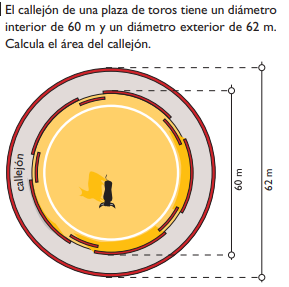 El callejón de una plaza de toros tiene un diámetro
interior de 60 m y un diámetro exterior de 62 m.
Calcula el área del callejón.
callejón
60 m
62 m